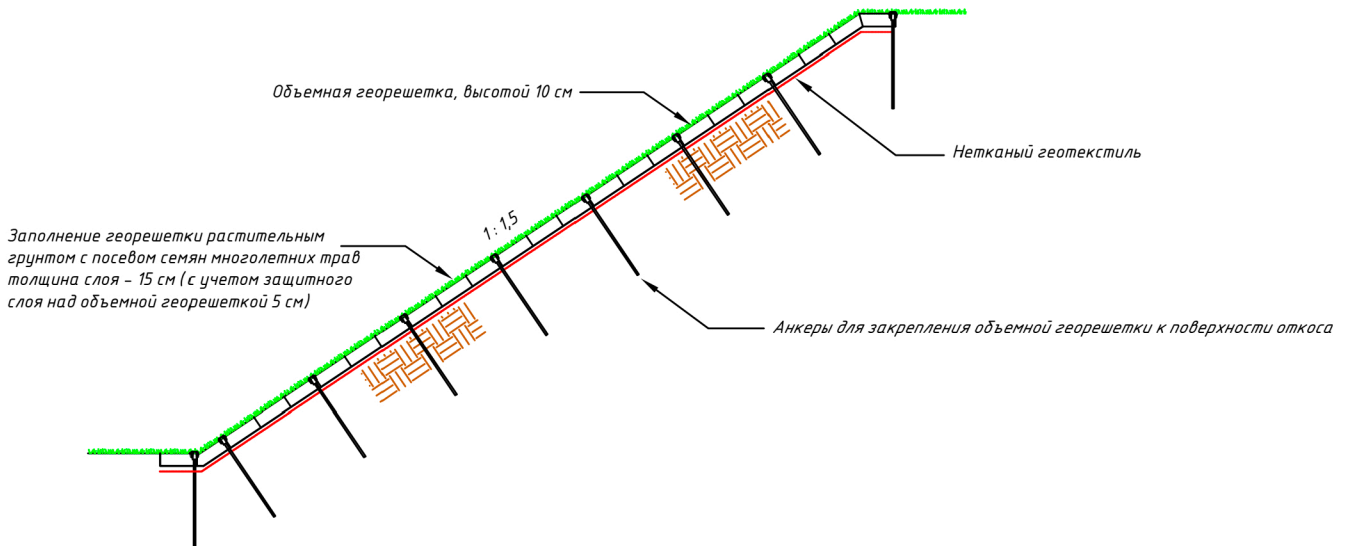 Объемная георешетка, высотой 10 см
Нетканый геотекстиль
1 : 1,5
Заполнение георешетки растительным
грунтом с посевом семян многолетних трав
толщина слоя - 15 см (с учетом защитного
слоя над объемной георешеткой 5 см)
Анкеры для закрепления объемной георешетки к поверхности откоса